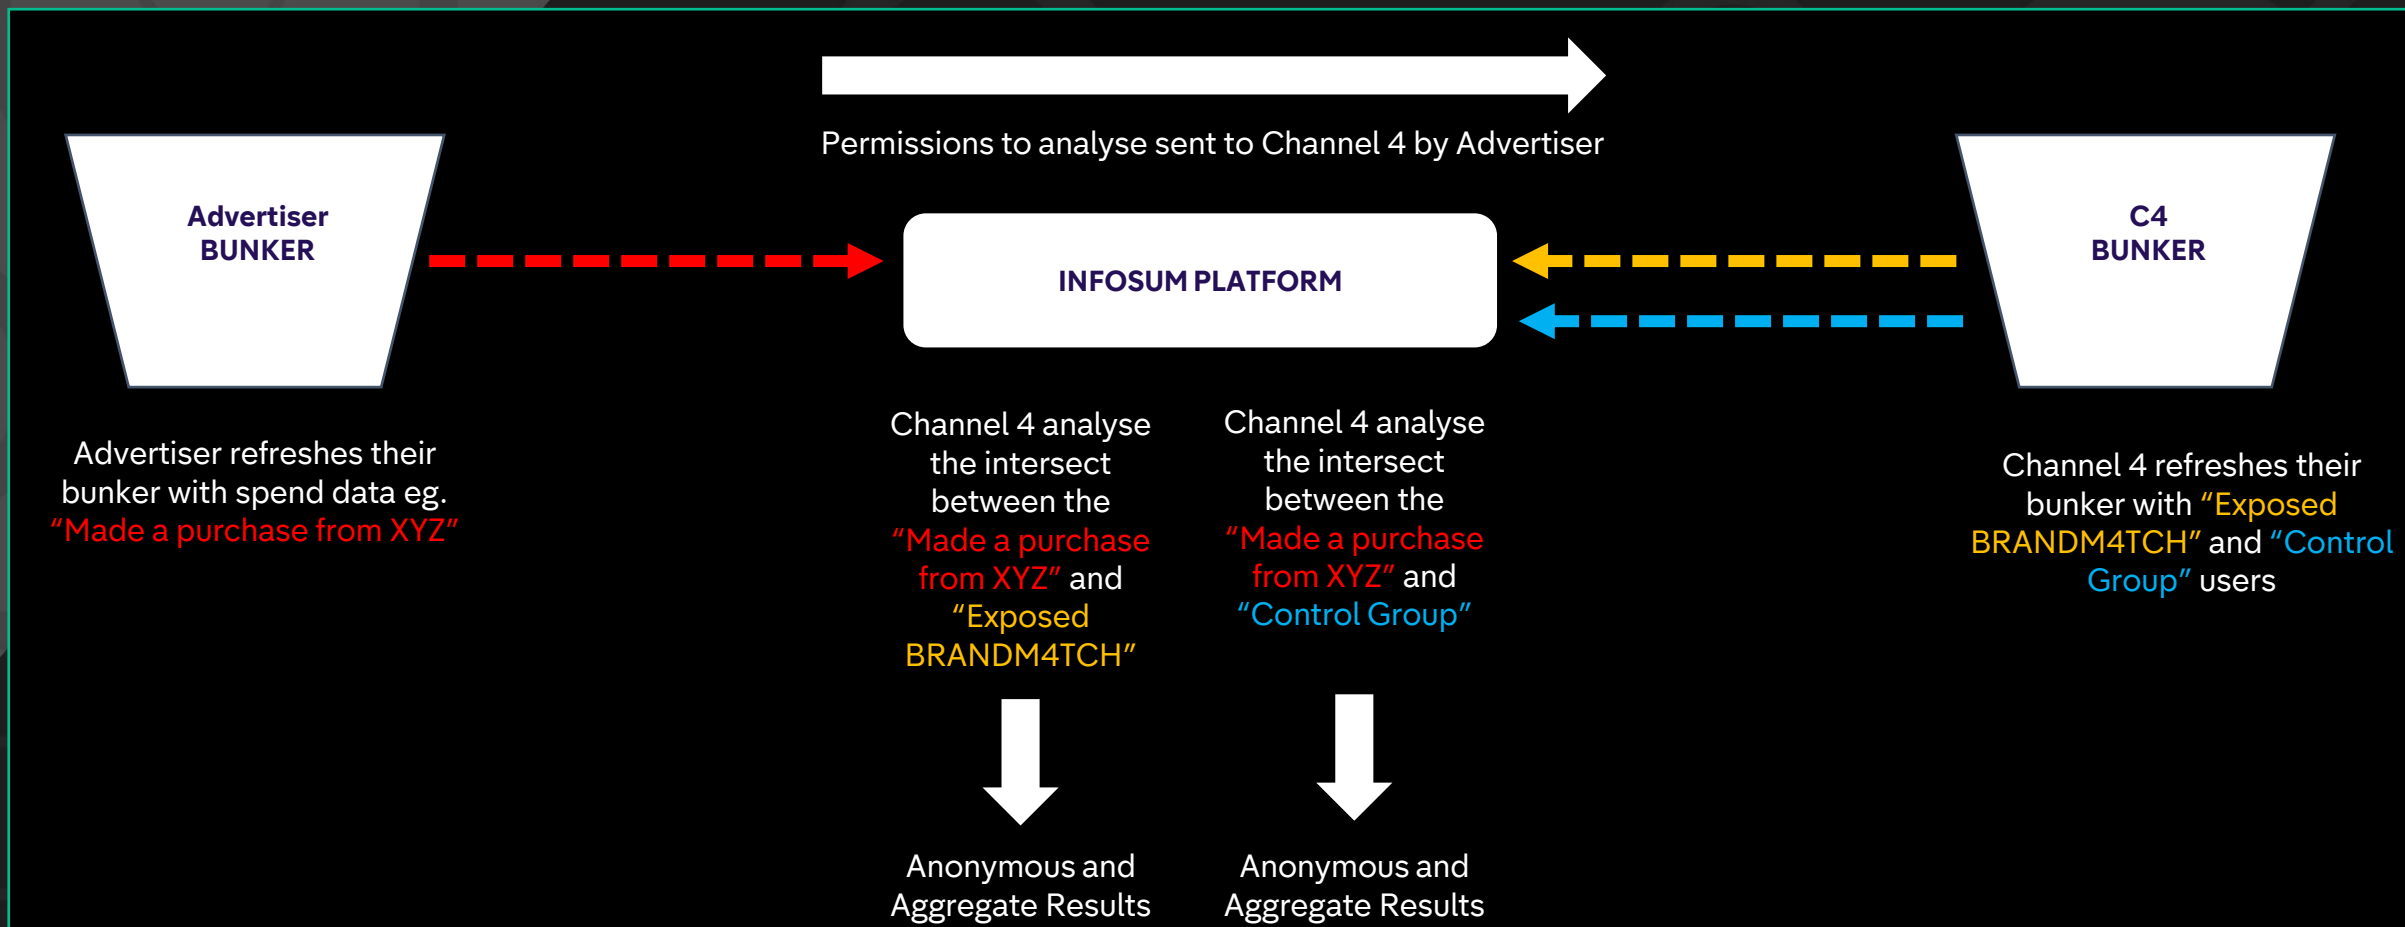 Permissions to analyse sent to Channel 4 by Advertiser
Advertiser
BUNKER
INFOSUM PLATFORM
C4
BUNKER
Advertiser refreshes their
bunker with spend data eg.
“Made a purchase from XYZ”
Channel 4 analyse
the intersect
between the
“Made a purchase
from XYZ” and
“Exposed
BRANDM4TCH”
Channel 4 analyse
the intersect
between the
“Made a purchase
from XYZ” and
“Control Group”
Channel 4 refreshes their
bunker with “Exposed
BRANDM4TCH” and “Control
Group” users
Anonymous and
Aggregate Results
Anonymous and
Aggregate Results